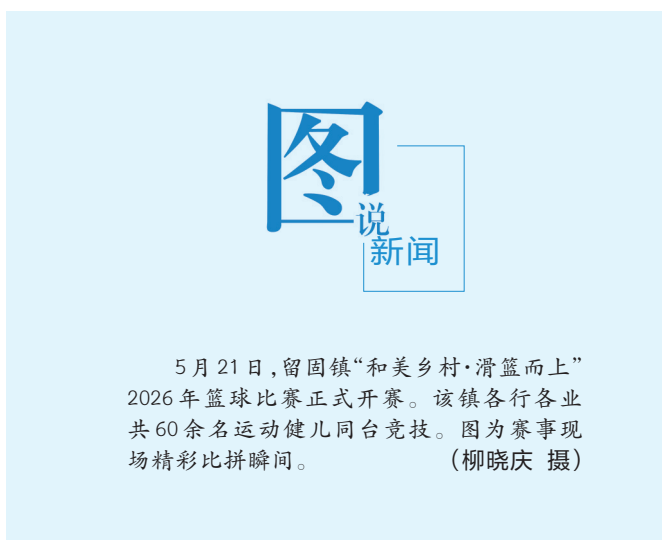 图
说
新闻
5月21日，留固镇“和美乡村·滑篮而上”
2026年篮球比赛正式开赛。该镇各行各业
共60余名运动健儿同台竞技。图为赛事现
场精彩比拼瞬间。 （柳晓庆 摄）